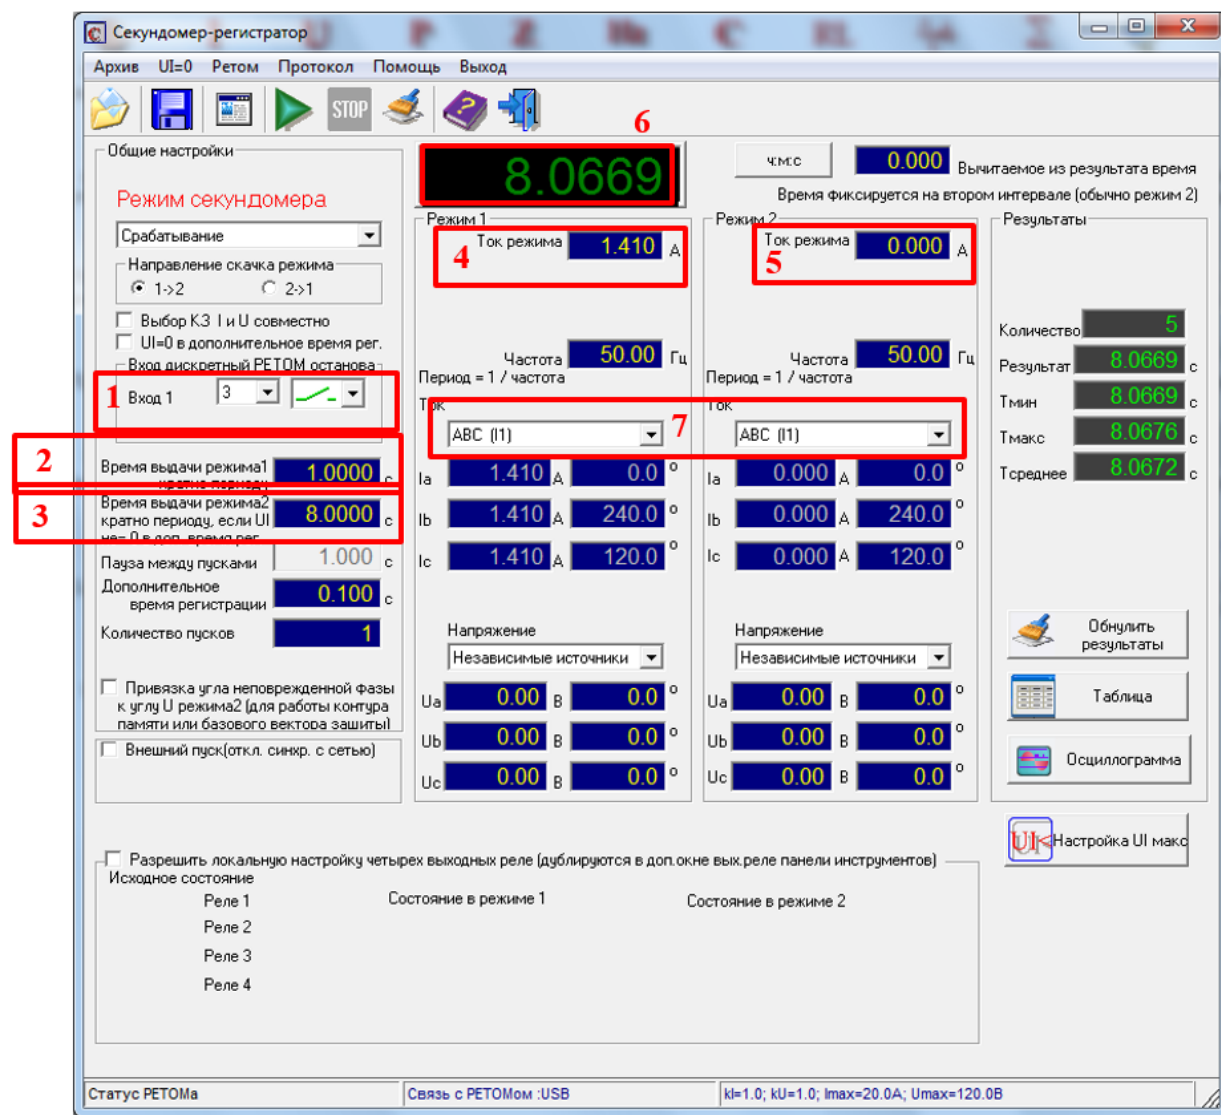 Секундомер-регистратор
Архив UI=0 Ретом Протокол Помощь Выход
STOP
6
Общие настройки
Режим секундомера
Срабатывание
Направление скачка режима
1->2 2->1
Выбор КЗ I и U совместно
UI=0 в дополнительное время рег.
Вход дискретный РЕТОМ останова
1 Вход 1 3
2
Время выдачи режима1 1.0000 с
кратно периоду
3
Время выдачи режима2
кратно периоду, если UI 8.0000 с
не= 0 в доп. время рег.
Пауза между пусками 1.000 с
Дополнительное
время регистрации 0.100 с
Количество пусков 1
Привязка угла неповрежденной фазы
к углу U режима2 (для работы контура
памяти или базового вектора защиты)
Внешний пуск(откл. синхр. с сетью)
8.0669
ч:м:с 0.000 Вычитаемое из результата время
Время фиксируется на втором интервале (обычно режим 2)
Режим 1
4 Ток режима 1.410 А
Частота 50.00 Гц
Период = 1 / частота
Ток
ABC (I1) 7
Ia 1.410 А 0.0 °
Ib 1.410 А 240.0 °
Ic 1.410 А 120.0 °
Напряжение
Независимые источники
Ua 0.00 В 0.0 °
Ub 0.00 В 0.0 °
Uc 0.00 В 0.0 °
Режим 2
5 Ток режима 0.000 А
Частота 50.00 Гц
Период = 1 / частота
Ток
ABC (I1)
Ia 0.000 А 0.0 °
Ib 0.000 А 240.0 °
Ic 0.000 А 120.0 °
Напряжение
Независимые источники
Ua 0.00 В 0.0 °
Ub 0.00 В 0.0 °
Uc 0.00 В 0.0 °
Результаты
Количество 5
Результат 8.0669 с
Тмин 8.0669 с
Тмакс 8.0676 с
Тсреднее 8.0672 с
Обнулить
результаты
Таблица
Осциллограмма
UI< Настройка UI макс
Разрешить локальную настройку четырех выходных реле (дублируются в доп.окне вых.реле панели инструментов)
Исходное состояние
Реле 1 Состояние в режиме 1 Состояние в режиме 2
Реле 2
Реле 3
Реле 4
Статус РЕТОМа Связь с РЕТОМом :USB kI=1.0; kU=1.0; Imax=20.0А; Umax=120.0В